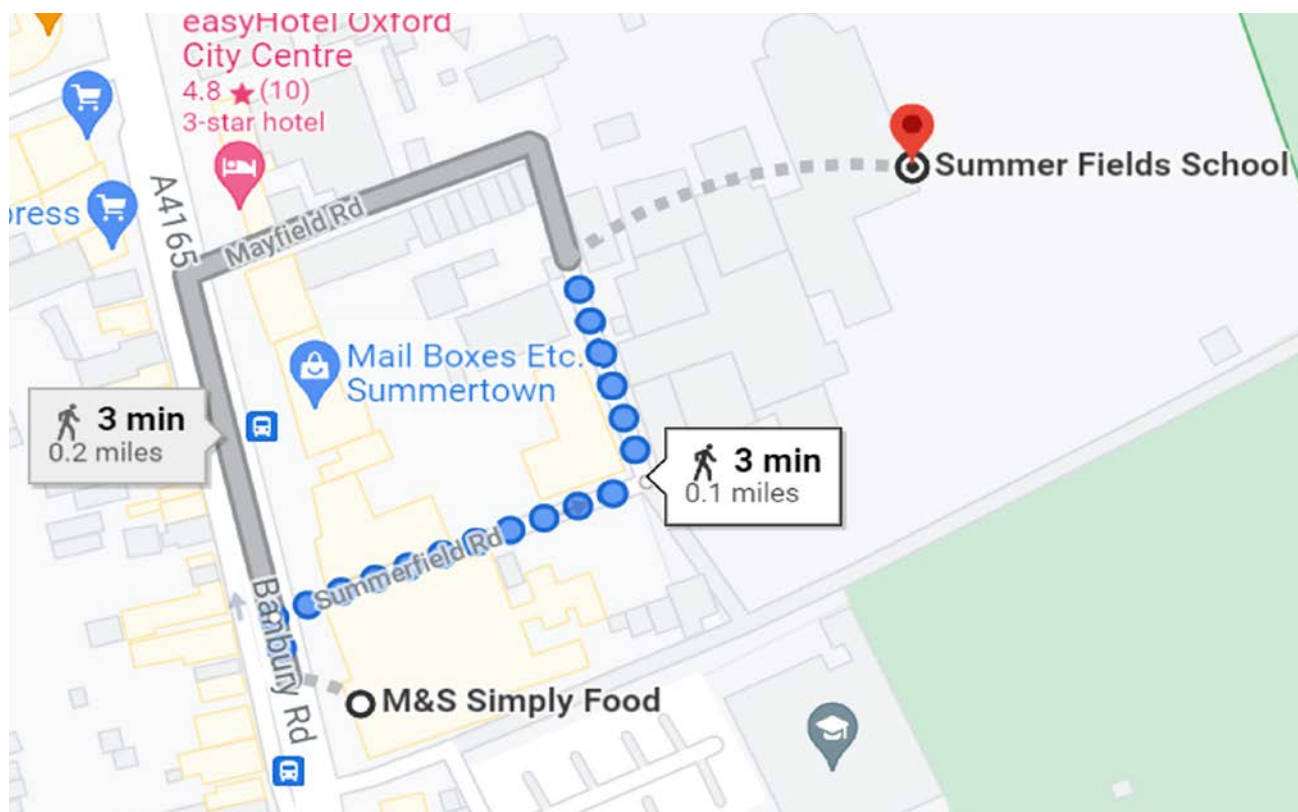 easyHotel Oxford
City Centre
4.8 ★ (10)
3-star hotel
Summer Fields School
A4165
press
Mayfield Rd
Mail Boxes Etc.
Summertown
3 min
0.2 miles
3 min
0.1 miles
Summerfield Rd
Banbury Rd
M&S Simply Food